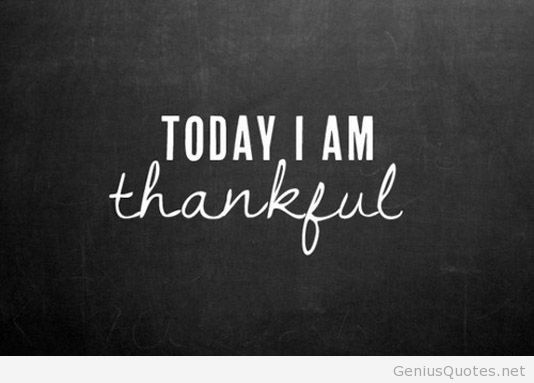 TODAY I AM
thankful
GeniusQuotes.net